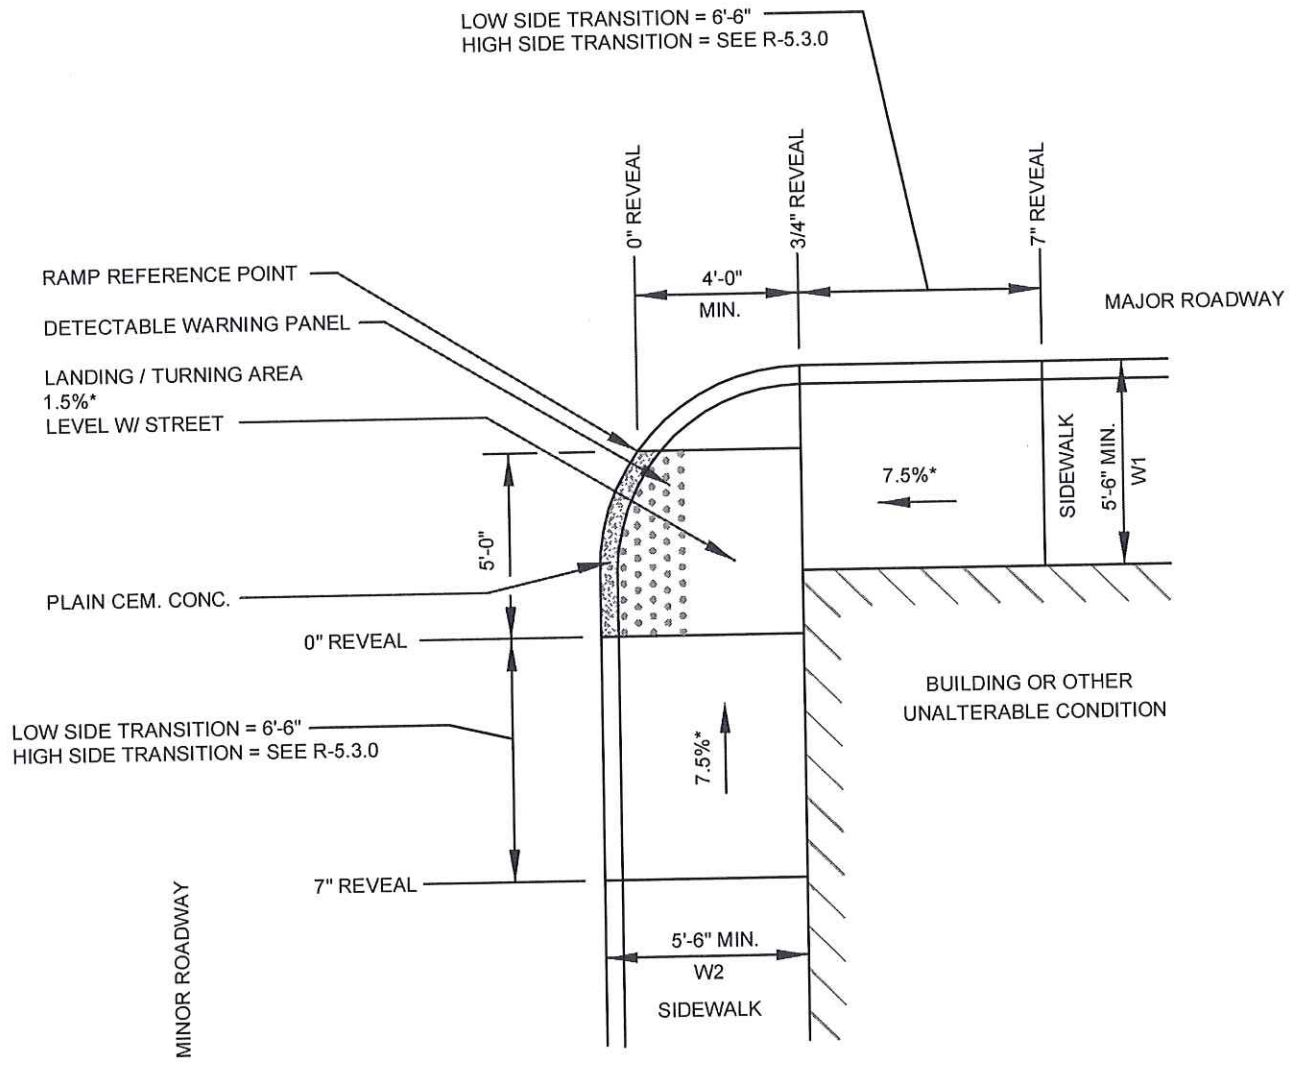 LOW SIDE TRANSITION = 6'-6"
HIGH SIDE TRANSITION = SEE R-5.3.0
0" REVEAL
3/4" REVEAL
7" REVEAL
4'-0"
MIN.
MAJOR ROADWAY
RAMP REFERENCE POINT
DETECTABLE WARNING PANEL
LANDING / TURNING AREA
1.5%*
LEVEL W/ STREET
7.5%*
SIDEWALK
5'-6" MIN.
W1
5'-0"
PLAIN CEM. CONC.
0" REVEAL
BUILDING OR OTHER
UNALTERABLE CONDITION
LOW SIDE TRANSITION = 6'-6"
HIGH SIDE TRANSITION = SEE R-5.3.0
7.5%*
7" REVEAL
MINOR ROADWAY
5'-6" MIN.
W2
SIDEWALK